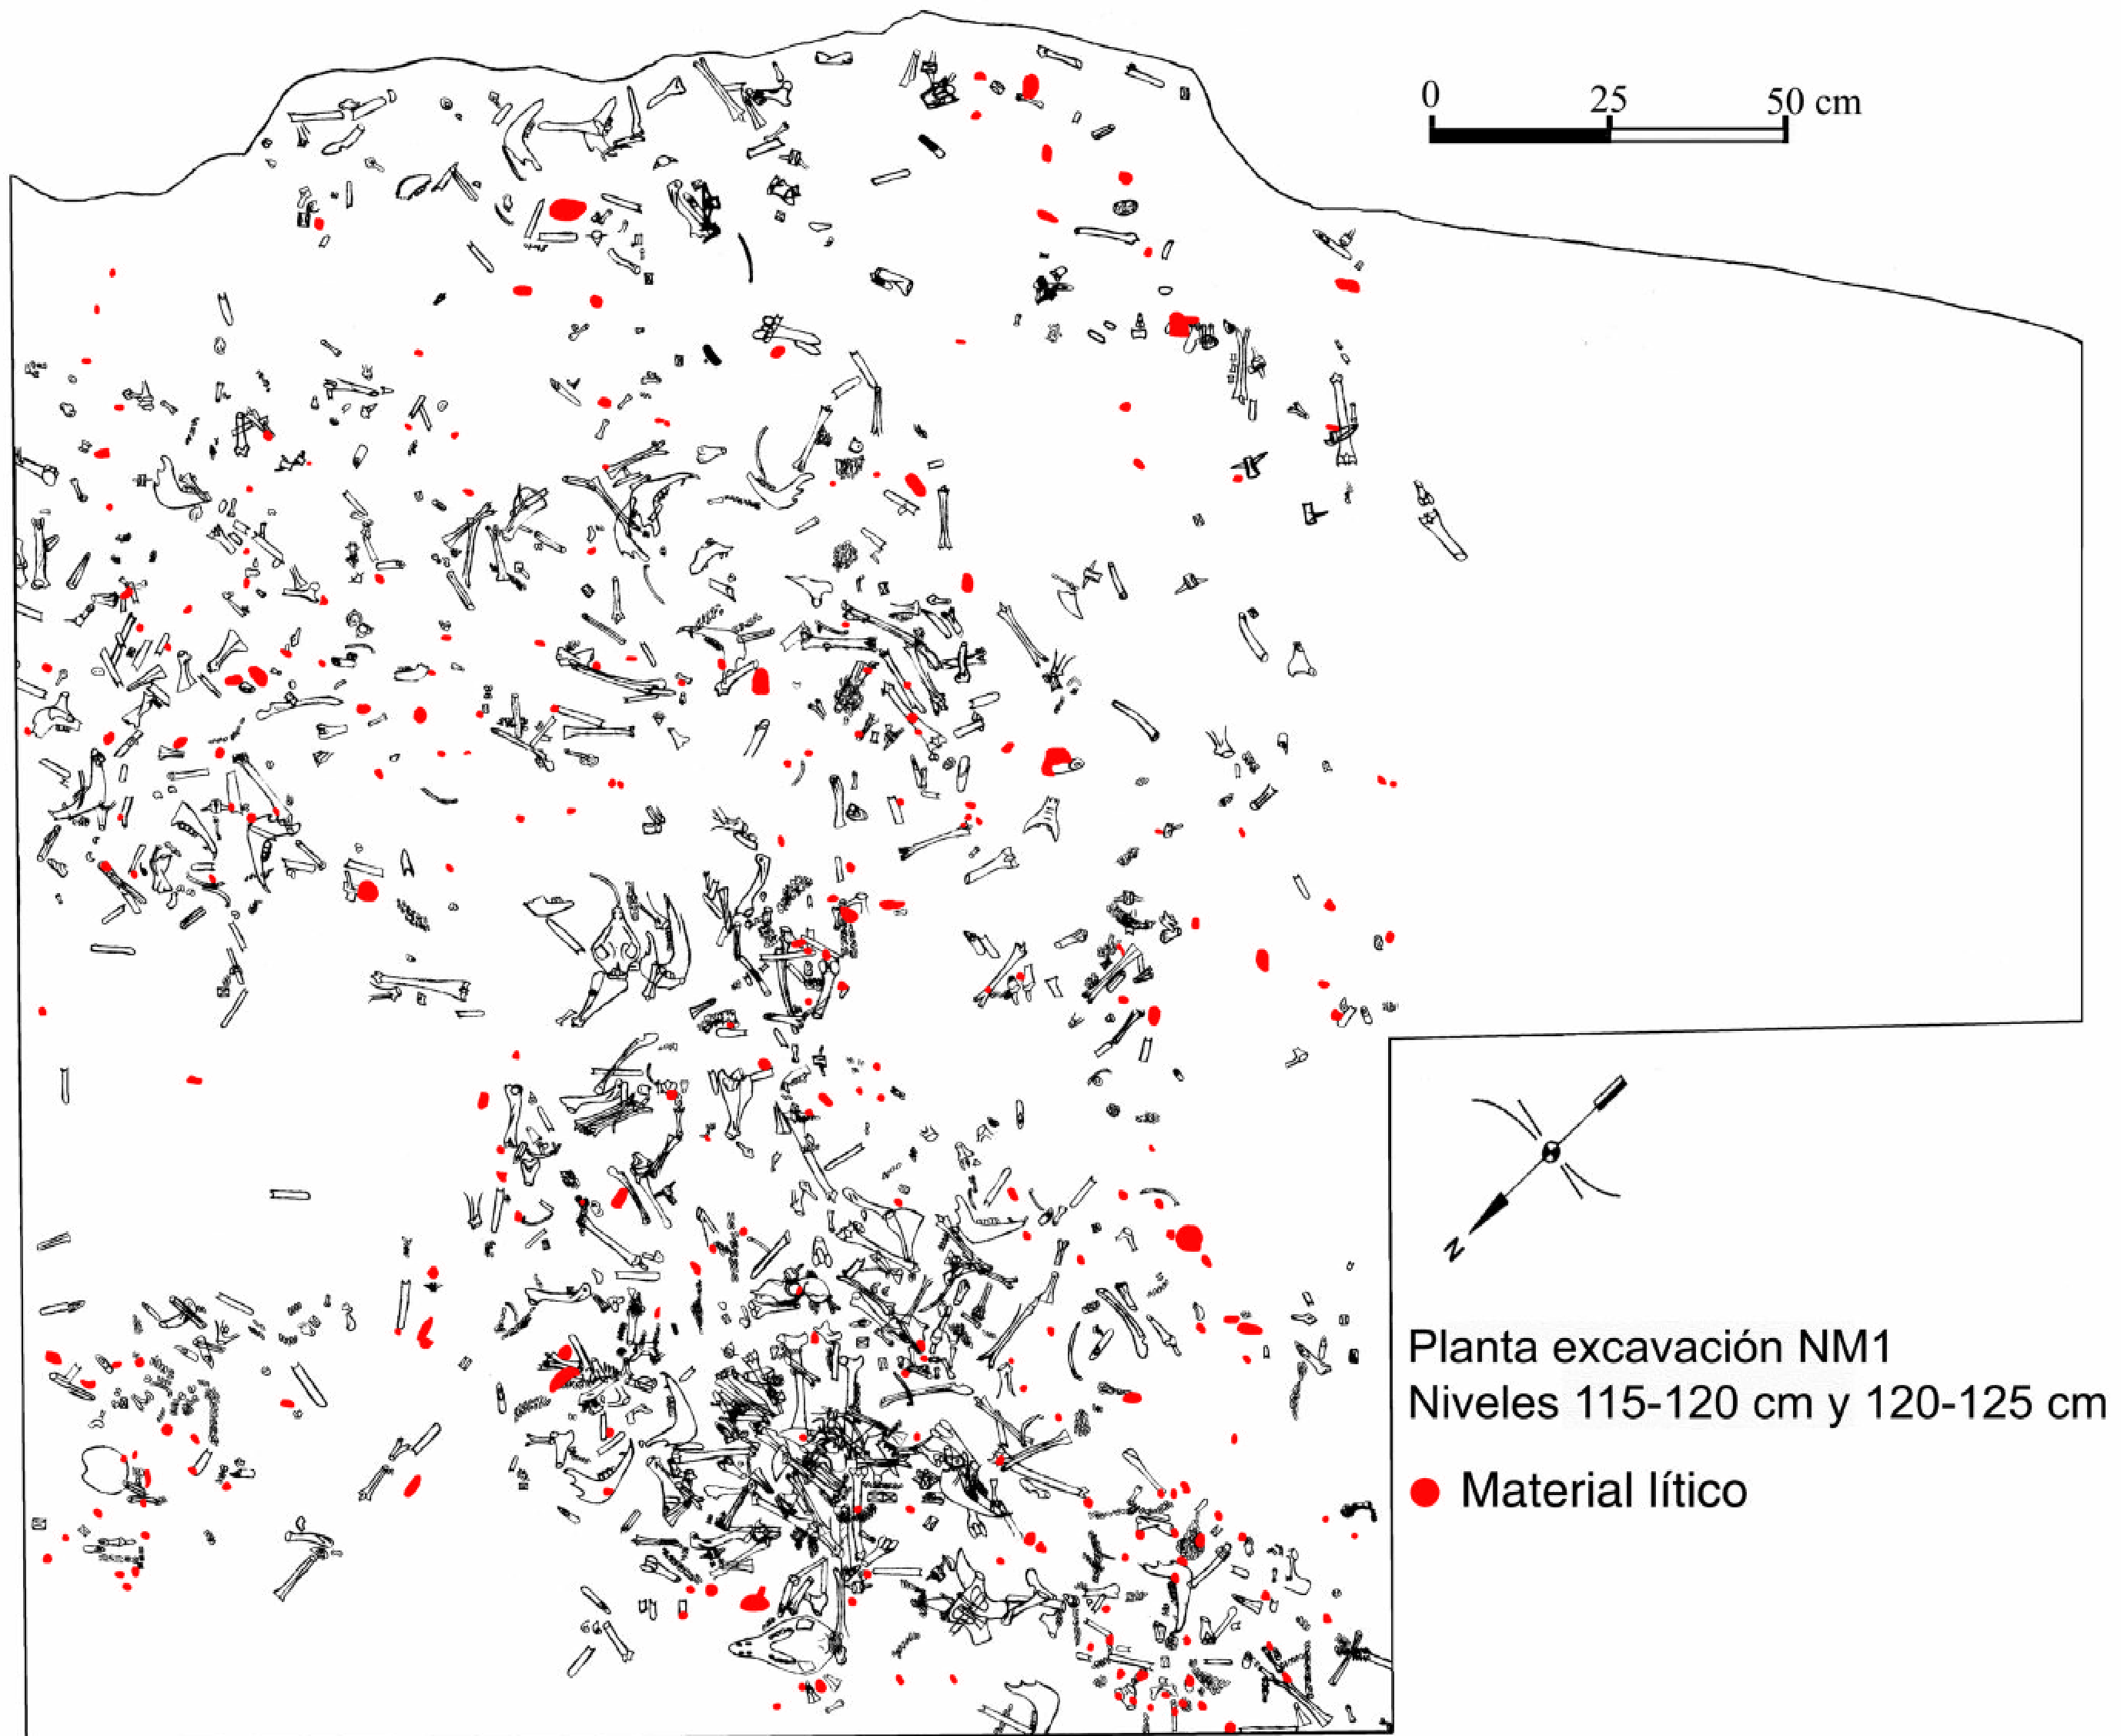 0 25 50 cm
N
Planta excavación NM1
Niveles 115-120 cm y 120-125 cm
Material lítico